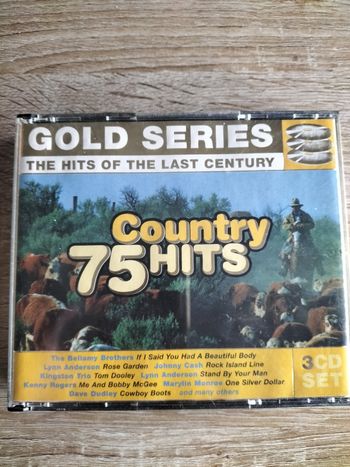 GOLD SERIES
THE HITS OF THE LAST CENTURY
Country
75 HITS
The Bellamy Brothers If I Said You Had A Beautiful Body
Lynn Anderson Rose Garden Johnny Cash Rock Island Line
Kingston Trio Tom Dooley Lynn Anderson Stand By Your Man
Kenny Rogers Me And Bobby McGee Marylin Monroe One Silver Dollar
Dave Dudley Cowboy Boots and many others
3CD
SET